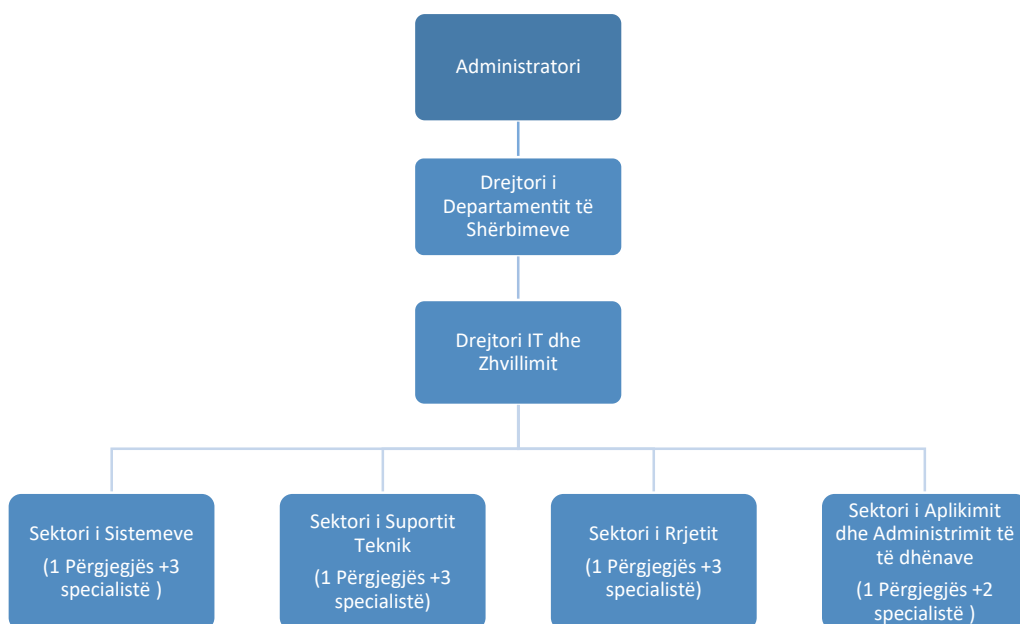 Administratori
Drejtori i
Departamentit të
Shërbimeve
Drejtori IT dhe
Zhvillimit
Sektori i Sistemeve
(1 Përgjegjës +3
specialistë )
Sektori i Suportit
Teknik
(1 Përgjegjës +3
specialistë)
Sektori i Rrjetit
(1 Përgjegjës +3
specialistë)
Sektori i Aplikimit
dhe Administrimit të
të dhënave
(1 Përgjegjës +2
specialistë )